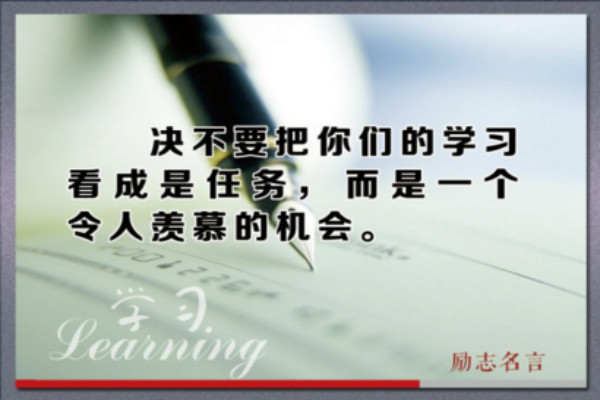 决不要把你们的学习
看成是任务，而是一个
令人羡慕的机会。
学习
Learning
励志名言